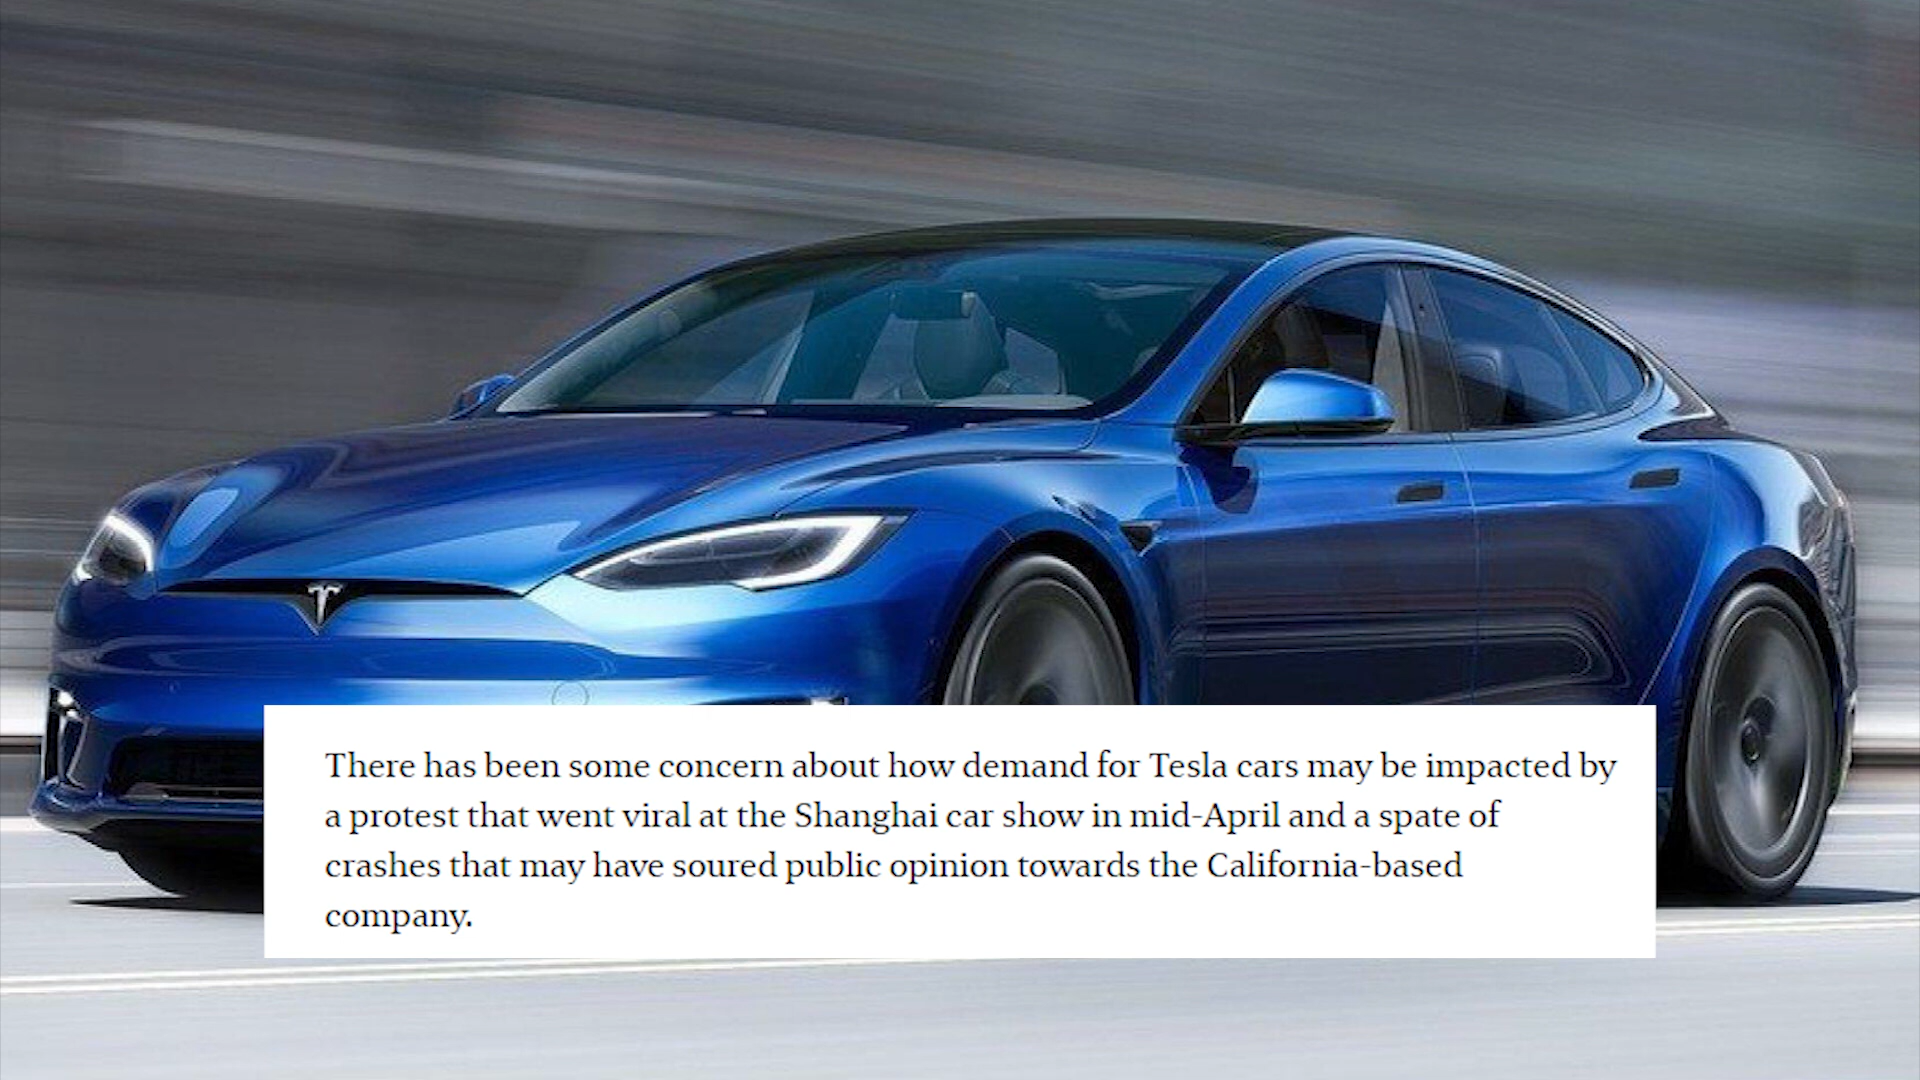 There has been some concern about how demand for Tesla cars may be impacted by
a protest that went viral at the Shanghai car show in mid-April and a spate of
crashes that may have soured public opinion towards the California-based
company.